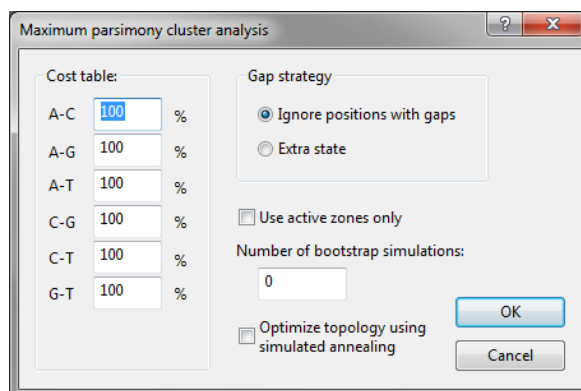 Maximum parsimony cluster analysis
?
Cost table:
A-C 100 %
A-G 100 %
A-T 100 %
C-G 100 %
C-T 100 %
G-T 100 %
Gap strategy
Ignore positions with gaps
Extra state
Use active zones only
Number of bootstrap simulations:
0
Optimize topology using
simulated annealing
OK
Cancel